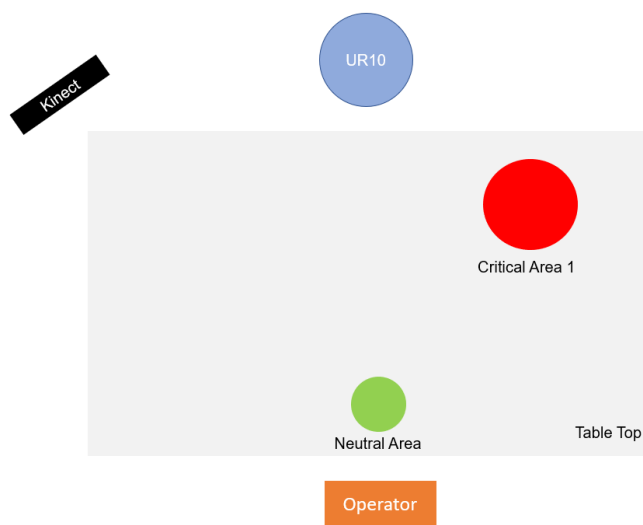 UR10
Kinect
Critical Area 1
Table Top
Neutral Area
Operator